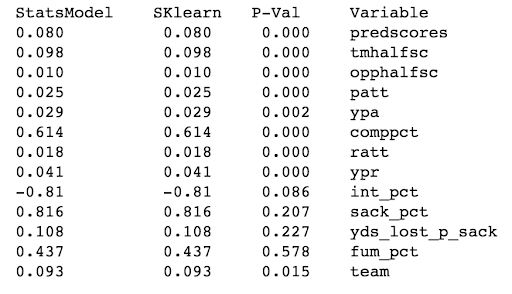 StatsModel SKlearn P-Val Variable
0.080 0.080 0.000 predscores
0.098 0.098 0.000 tmhalfsc
0.010 0.010 0.000 opphalfsc
0.025 0.025 0.000 patt
0.029 0.029 0.002 ypa
0.614 0.614 0.000 comppct
0.018 0.018 0.000 ratt
0.041 0.041 0.000 ypr
-0.81 -0.81 0.086 int_pct
0.816 0.816 0.207 sack_pct
0.108 0.108 0.227 yds_lost_p_sack
0.437 0.437 0.578 fum_pct
0.093 0.093 0.015 team